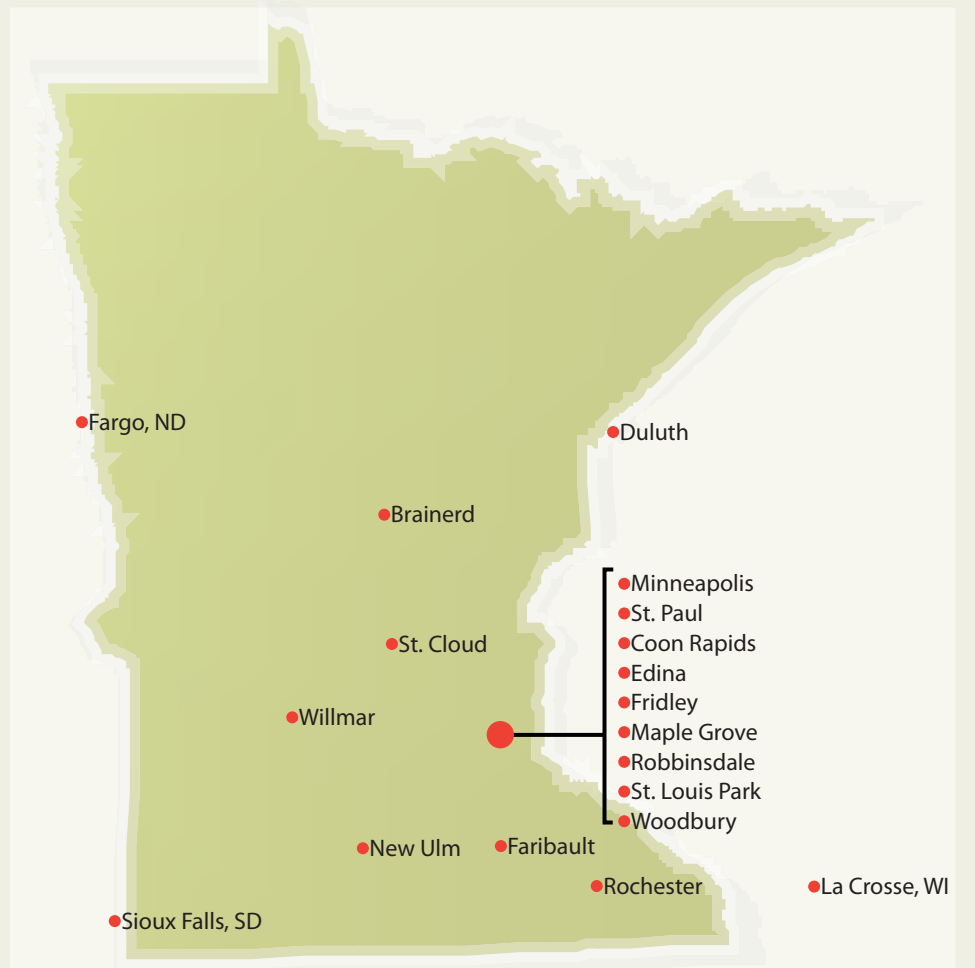 Fargo, ND
Duluth
Brainerd
Minneapolis
St. Paul
St. Cloud
Coon Rapids
Edina
Fridley
Willmar
Maple Grove
Robbinsdale
St. Louis Park
Woodbury
New Ulm
Faribault
Rochester
La Crosse, WI
Sioux Falls, SD